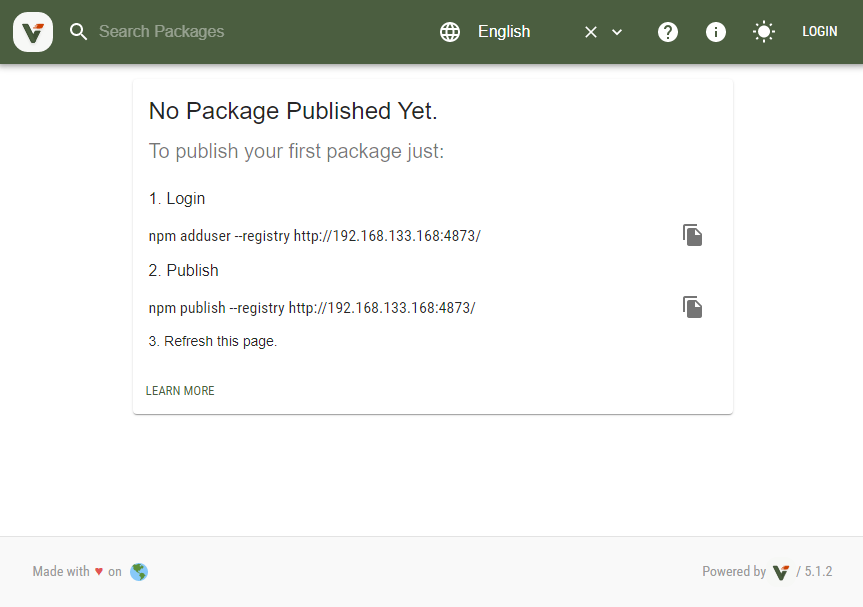 Search Packages English LOGIN
No Package Published Yet.
To publish your first package just:
1. Login
npm adduser --registry http://192.168.133.168:4873/
2. Publish
npm publish --registry http://192.168.133.168:4873/
3. Refresh this page.
LEARN MORE
Made with ♥ on Powered by / 5.1.2